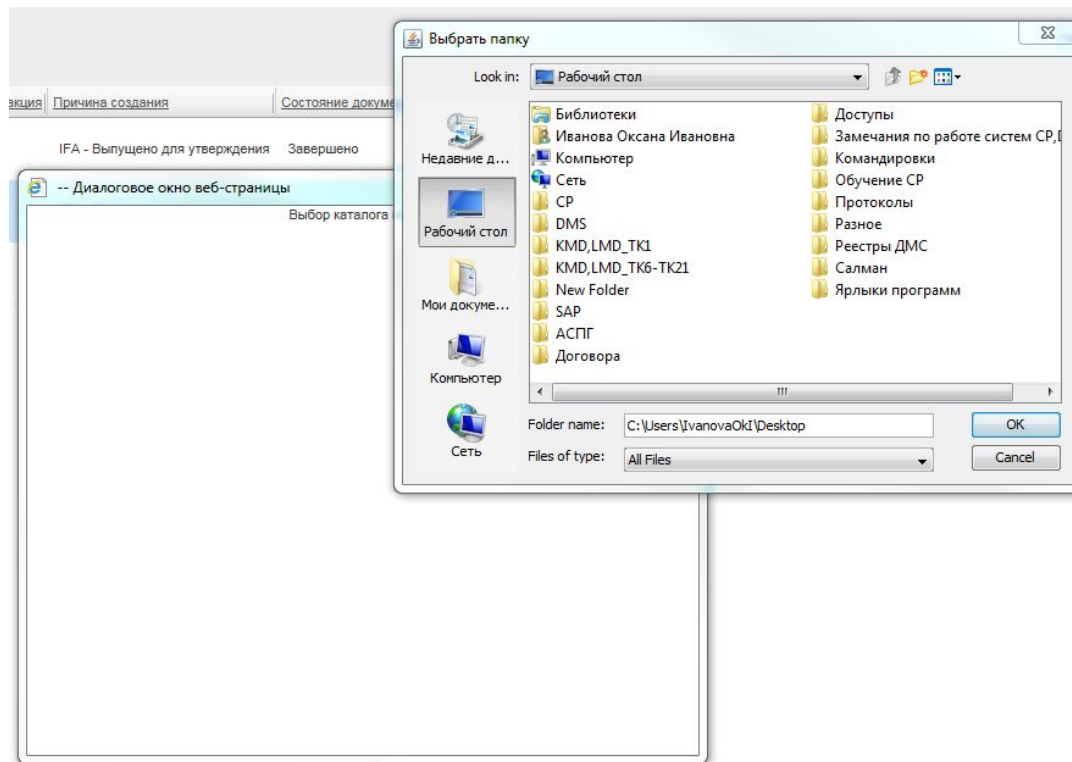 Выбрать папку
Look in:
Рабочий стол
акция Причина создания Состояние докуме
IFA - Выпущено для утверждения Завершено
-- Диалоговое окно веб-страницы
Выбор каталога
Недавние д...
Рабочий стол
Мои докуме...
Компьютер
Сеть
Библиотеки
Иванова Оксана Ивановна
Компьютер
Сеть
CP
DMS
KMD,LMD_TK1
KMD,LMD_TK6-TK21
New Folder
SAP
АСПГ
Договора
Доступы
Замечания по работе систем CP,D
Командировки
Обучение СР
Протоколы
Разное
Реестры ДМС
Салман
Ярлыки программ
Folder name: C:\Users\IvanovaOkI\Desktop OK
Files of type: All Files Cancel